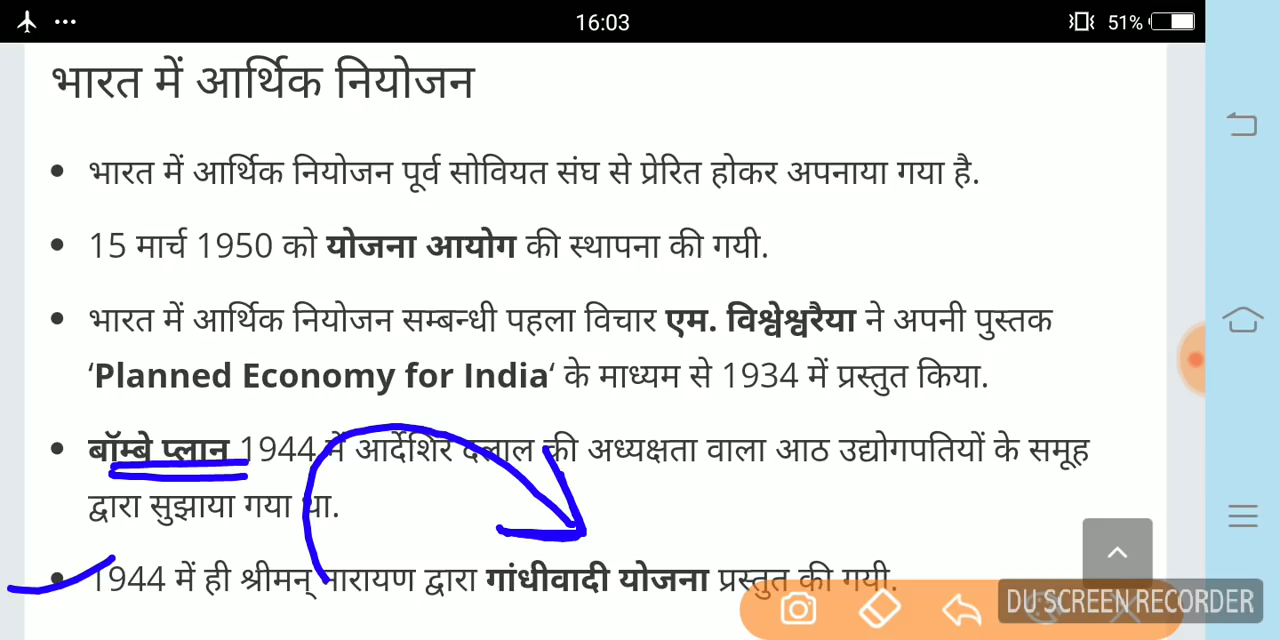 16:03
51%
भारत में आर्थिक नियोजन
• भारत में आर्थिक नियोजन पूर्व सोवियत संघ से प्रेरित होकर अपनाया गया है.
• 15 मार्च 1950 को योजना आयोग की स्थापना की गयी.
• भारत में आर्थिक नियोजन सम्बन्धी पहला विचार एम. विश्वेश्वरैया ने अपनी पुस्तक
‘Planned Economy for India‘ के माध्यम से 1934 में प्रस्तुत किया.
• बॉम्बे प्लान 1944 में आर्देशिर दलाल की अध्यक्षता वाला आठ उद्योगपतियों के समूह
द्वारा सुझाया गया था.
• 1944 में ही श्रीमन् नारायण द्वारा गांधीवादी योजना प्रस्तुत की गयी.
DU SCREEN RECORDER